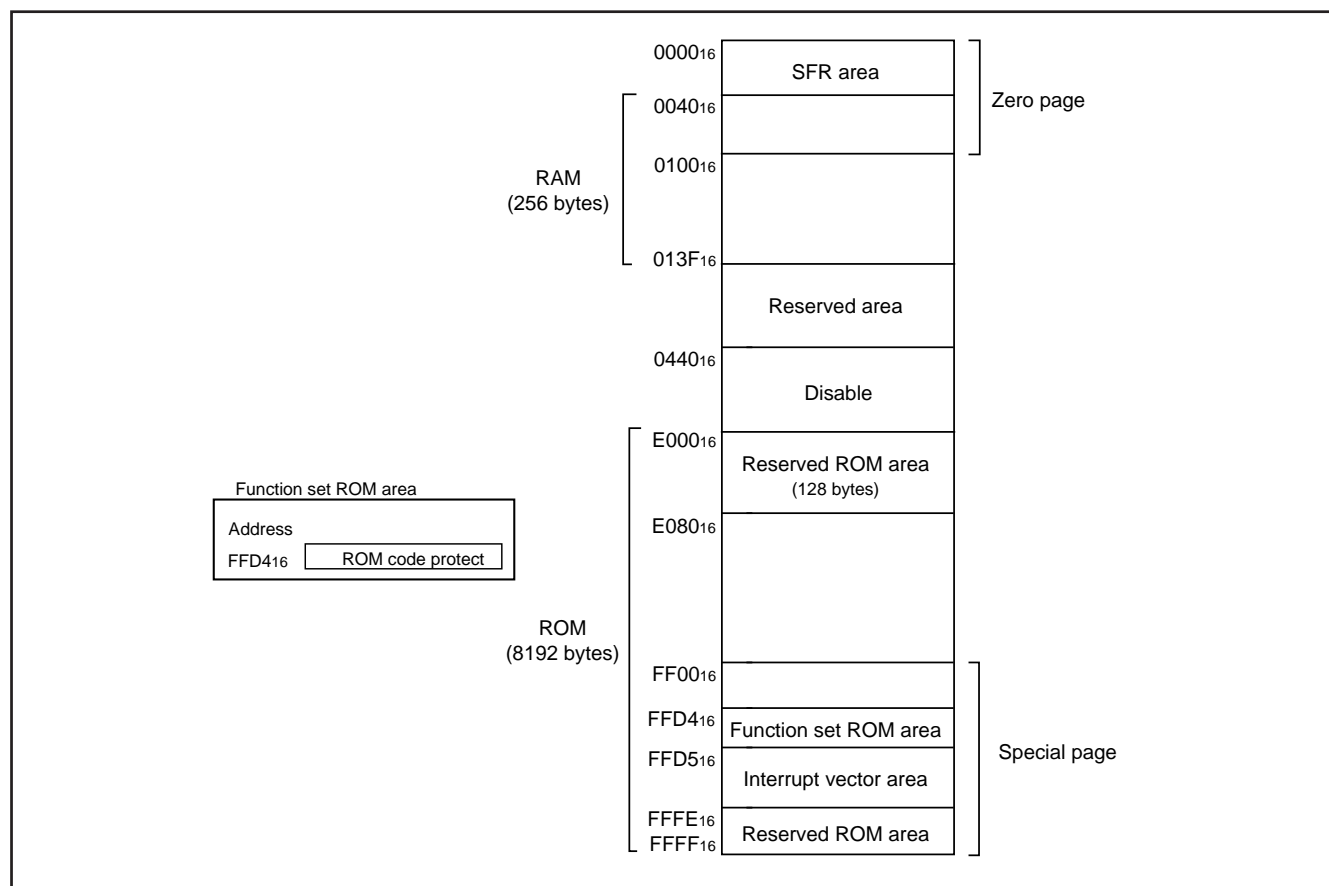 000016
SFR area
Zero page
004016
010016
RAM
(256 bytes)
013F16
Reserved area
044016
Disable
E00016
Reserved ROM area
(128 bytes)
E08016
Function set ROM area
Address
FFD416
ROM code protect
ROM
(8192 bytes)
FF0016
FFD416
Function set ROM area
FFD516
Interrupt vector area
Special page
FFFE16
Reserved ROM area
FFFF16